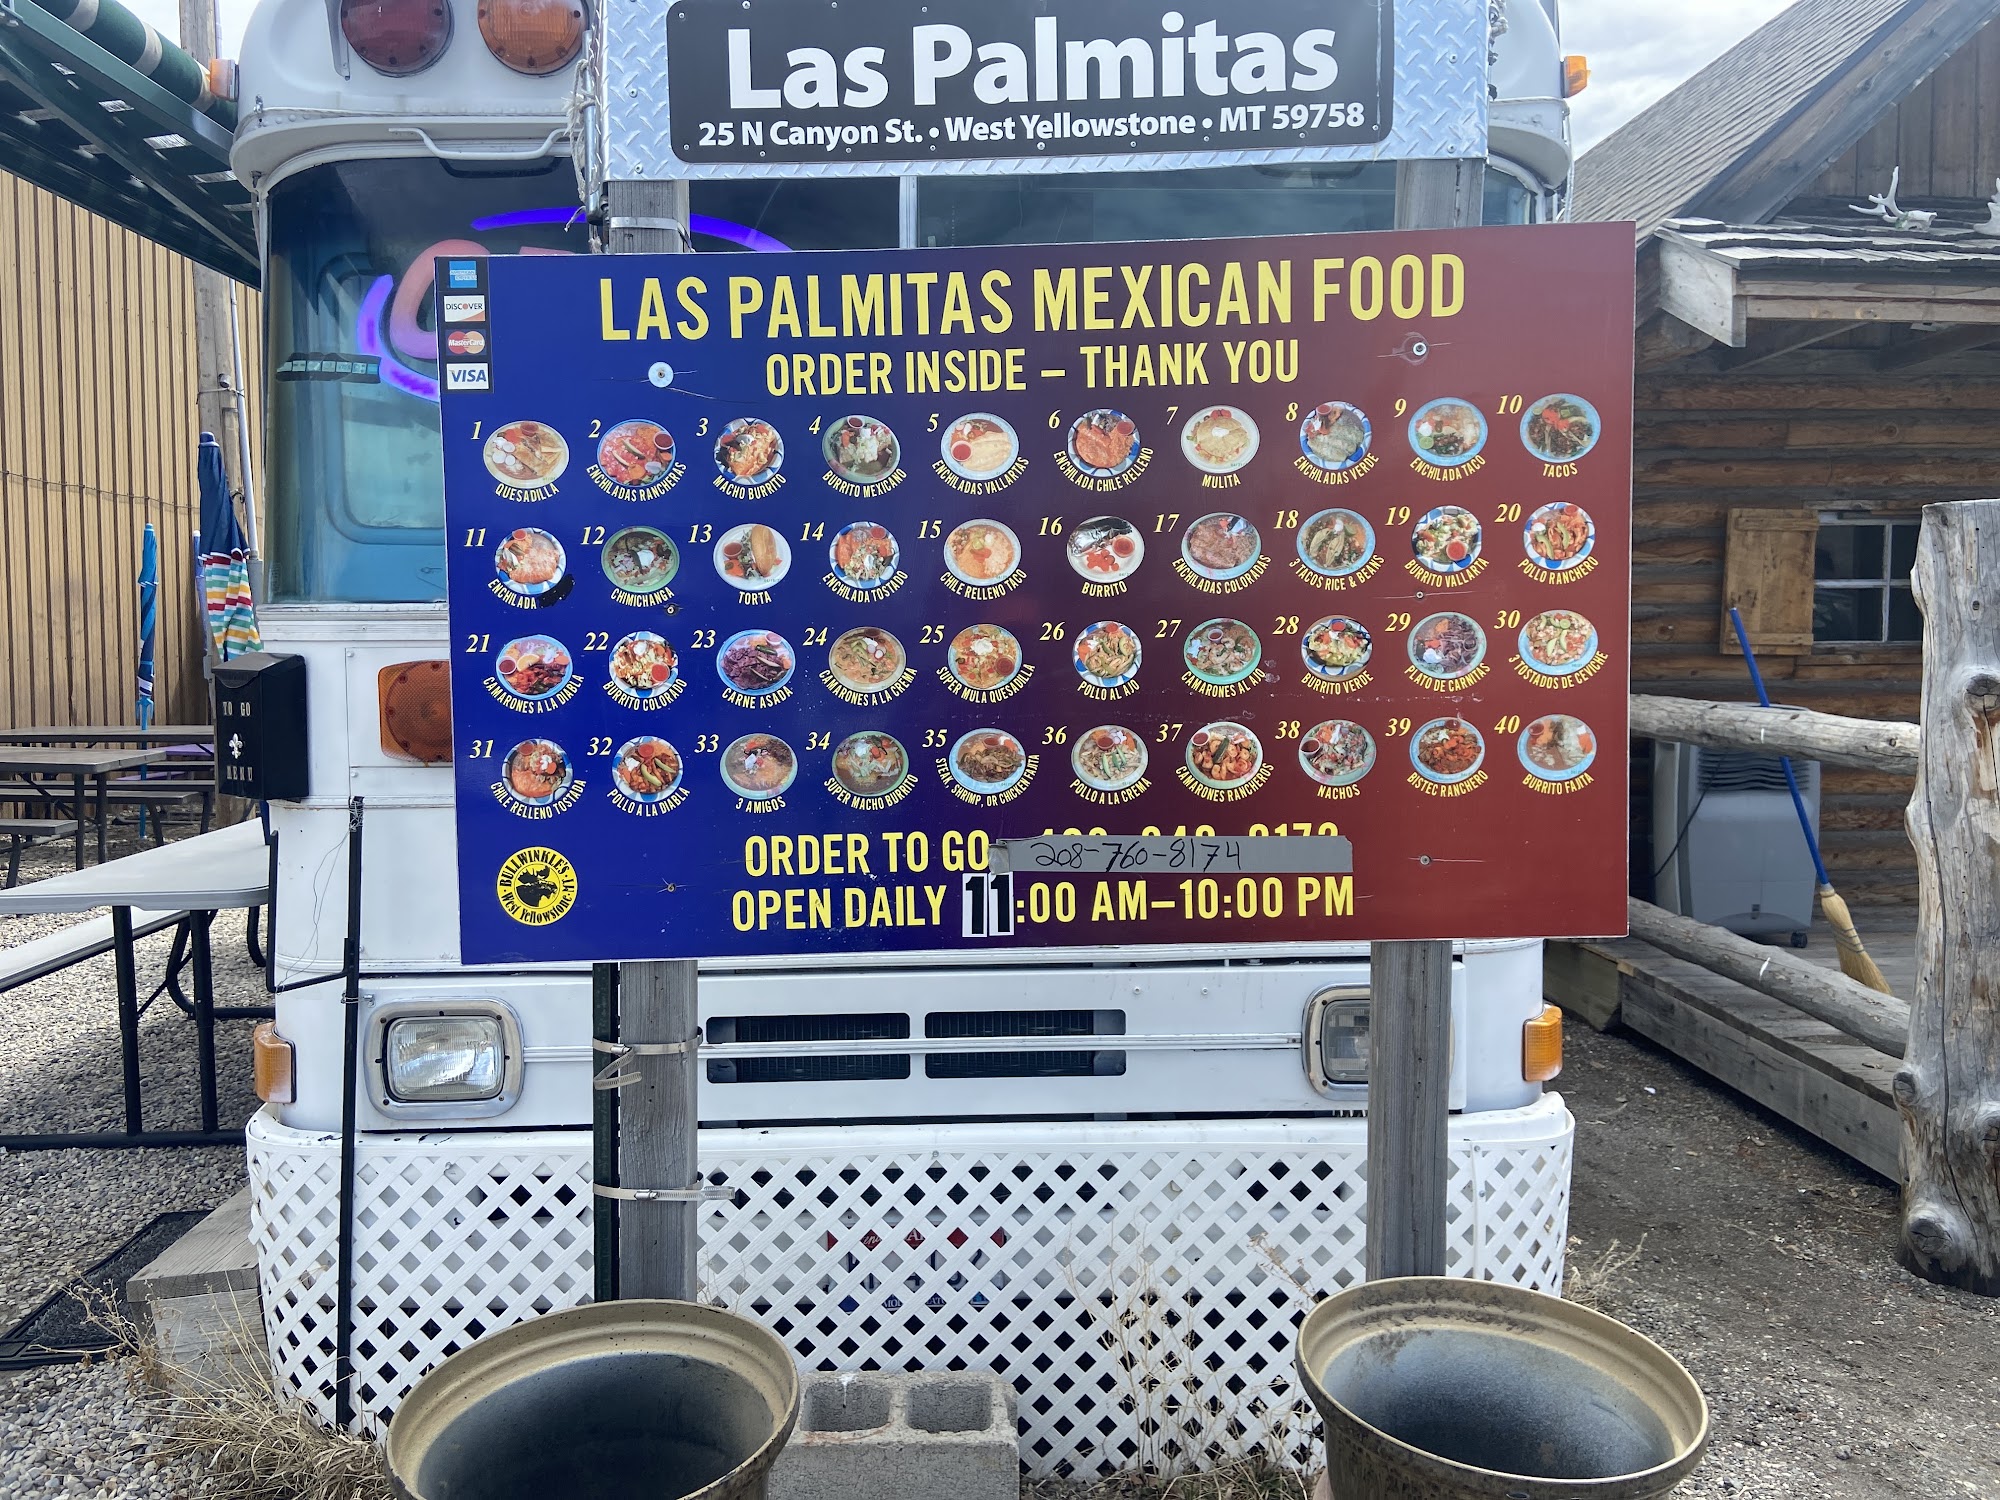 Las Palmitas
25 N Canyon St. • West Yellowstone • MT 59758
AMERICAN EXPRESS
DISCOVER
MasterCard
VISA
LAS PALMITAS MEXICAN FOOD
ORDER INSIDE – THANK YOU
1 QUESADILLA
2 ENCHILADAS RANCHERAS
3 MACHO BURRITO
4 BURRITO MEXICANO
5 ENCHILADAS VALLARTAS
6 ENCHILADA CHILE RELLENO
7 MULITA
8 ENCHILADAS VERDE
9 ENCHILADA TACO
10 TACOS
11 ENCHILADA
12 CHIMICHANGA
13 TORTA
14 ENCHILADA TOSTADO
15 CHILE RELLENO TACO
16 BURRITO
17 ENCHILADAS COLORADAS
18 3 TACOS RICE & BEANS
19 BURRITO VALLARTA
20 POLLO RANCHERO
21 CAMARONES A LA DIABLA
22 BURRITO COLORADO
23 CARNE ASADA
24 CAMARONES A LA CREMA
25 SUPER MULA QUESADILLA
26 POLLO AL AJO
27 CAMARONES AL AJO
28 BURRITO VERDE
29 PLATO DE CARNITAS
30 3 TOSTADOS DE CEVICHE
31 CHILE RELLENO TOSTADA
32 POLLO A LA DIABLA
33 3 AMIGOS
34 SUPER MACHO BURRITO
35 STEAK, SHRIMP, OR CHICKEN FAJITA
36 POLLO A LA CREMA
37 CAMARONES RANCHEROS
38 NACHOS
39 BISTEC RANCHERO
40 BURRITO FAJITA
ORDER TO GO 208-760-8174
OPEN DAILY 11:00 AM–10:00 PM
BULLWINKLE'S
West Yellowstone, MT
TO GO
MENU